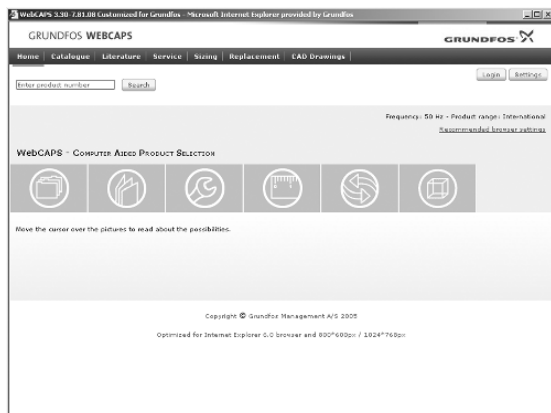 WebCAPS 3.30-7.81.08 Customized for Grundfos - Microsoft Internet Explorer provided by Grundfos
GRUNDFOS WEBCAPS
GRUNDFOS
Home Catalogue Literature Service Sizing Replacement CAD Drawings
Login Settings
Enter product number Search
Frequency: 50 Hz - Product range: International
Recommended browser settings
WebCAPS - Computer Aided Product Selection
Move the cursor over the pictures to read about the possibilities.
Copyright © Grundfos Management A/S 2005
Optimized for Internet Explorer 6.0 browser and 800*600px / 1024*768px